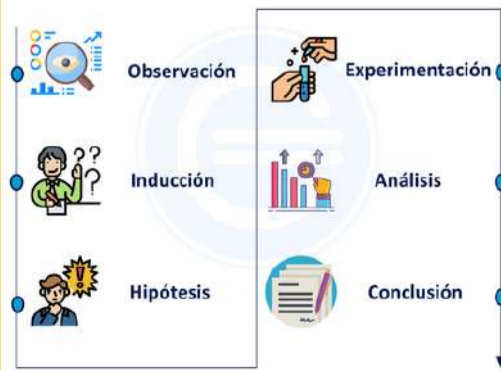 Observación
Inducción
Hipótesis
Experimentación
Análisis
Conclusión